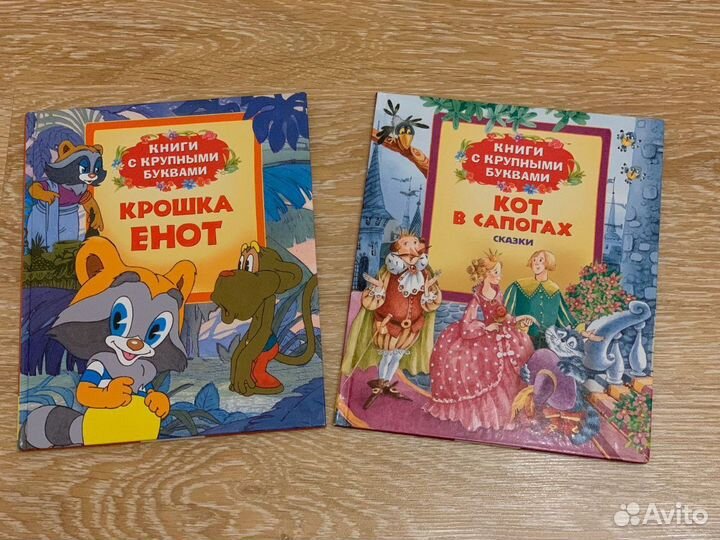 КНИГИ
С КРУПНЫМИ
БУКВАМИ
КРОШКА
ЕНОТ
КНИГИ
С КРУПНЫМИ
БУКВАМИ
КОТ
В САПОГАХ
СКАЗКИ
Avito